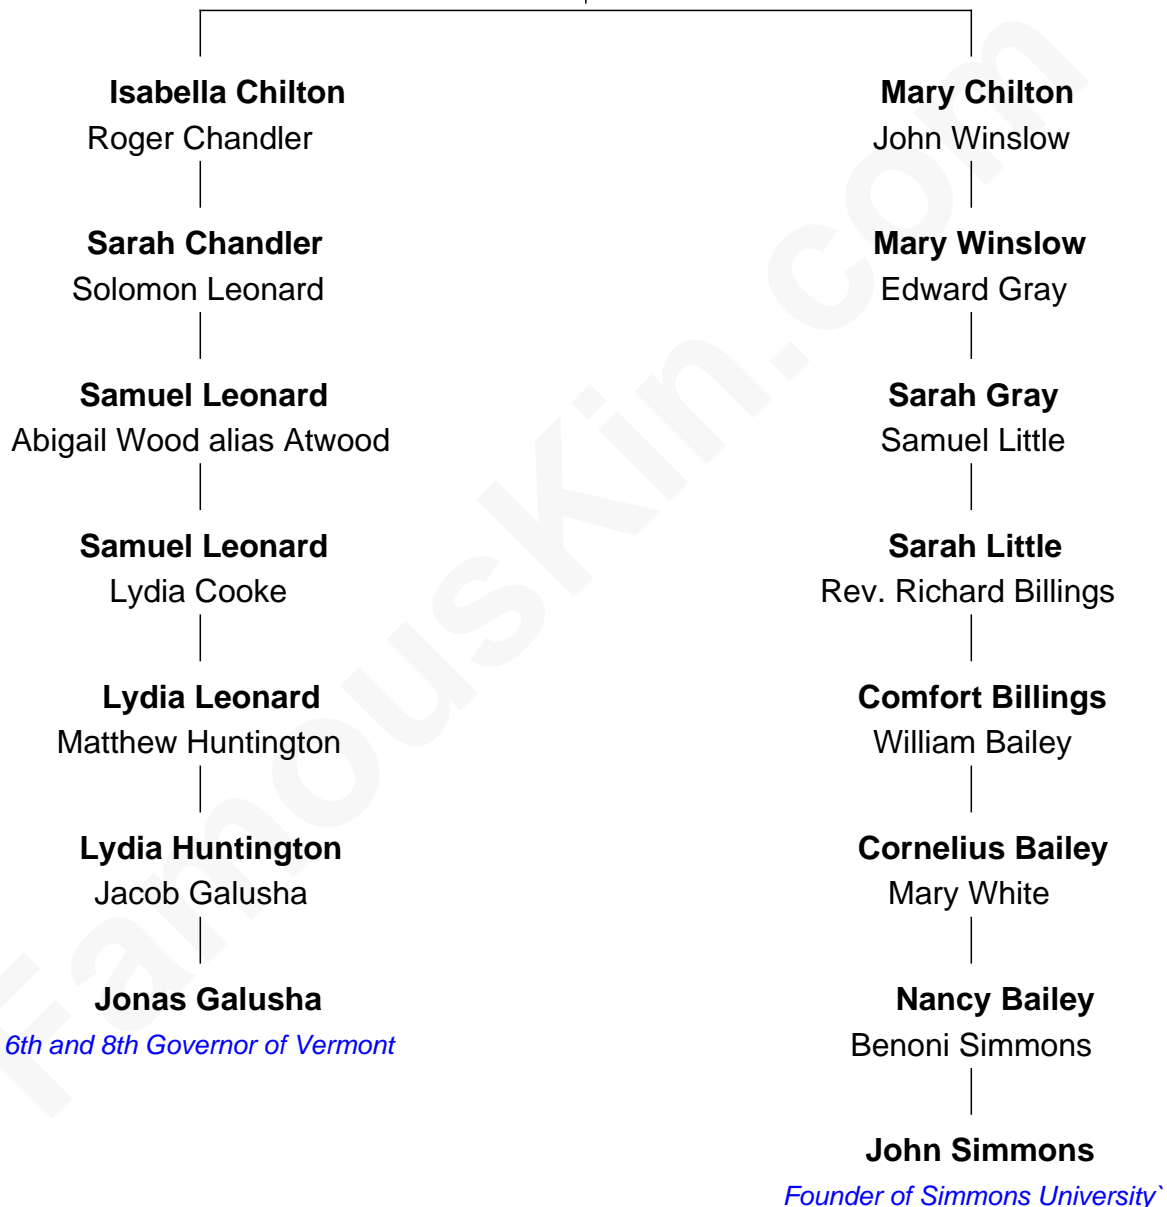 Isabella Chilton
Roger Chandler
Sarah Chandler
Solomon Leonard
Samuel Leonard
Abigail Wood alias Atwood
Samuel Leonard
Lydia Cooke
Lydia Leonard
Matthew Huntington
Lydia Huntington
Jacob Galusha
Jonas Galusha
6th and 8th Governor of Vermont
Mary Chilton
John Winslow
Mary Winslow
Edward Gray
Sarah Gray
Samuel Little
Sarah Little
Rev. Richard Billings
Comfort Billings
William Bailey
Cornelius Bailey
Mary White
Nancy Bailey
Benoni Simmons
John Simmons
Founder of Simmons University`
FamousKin.com